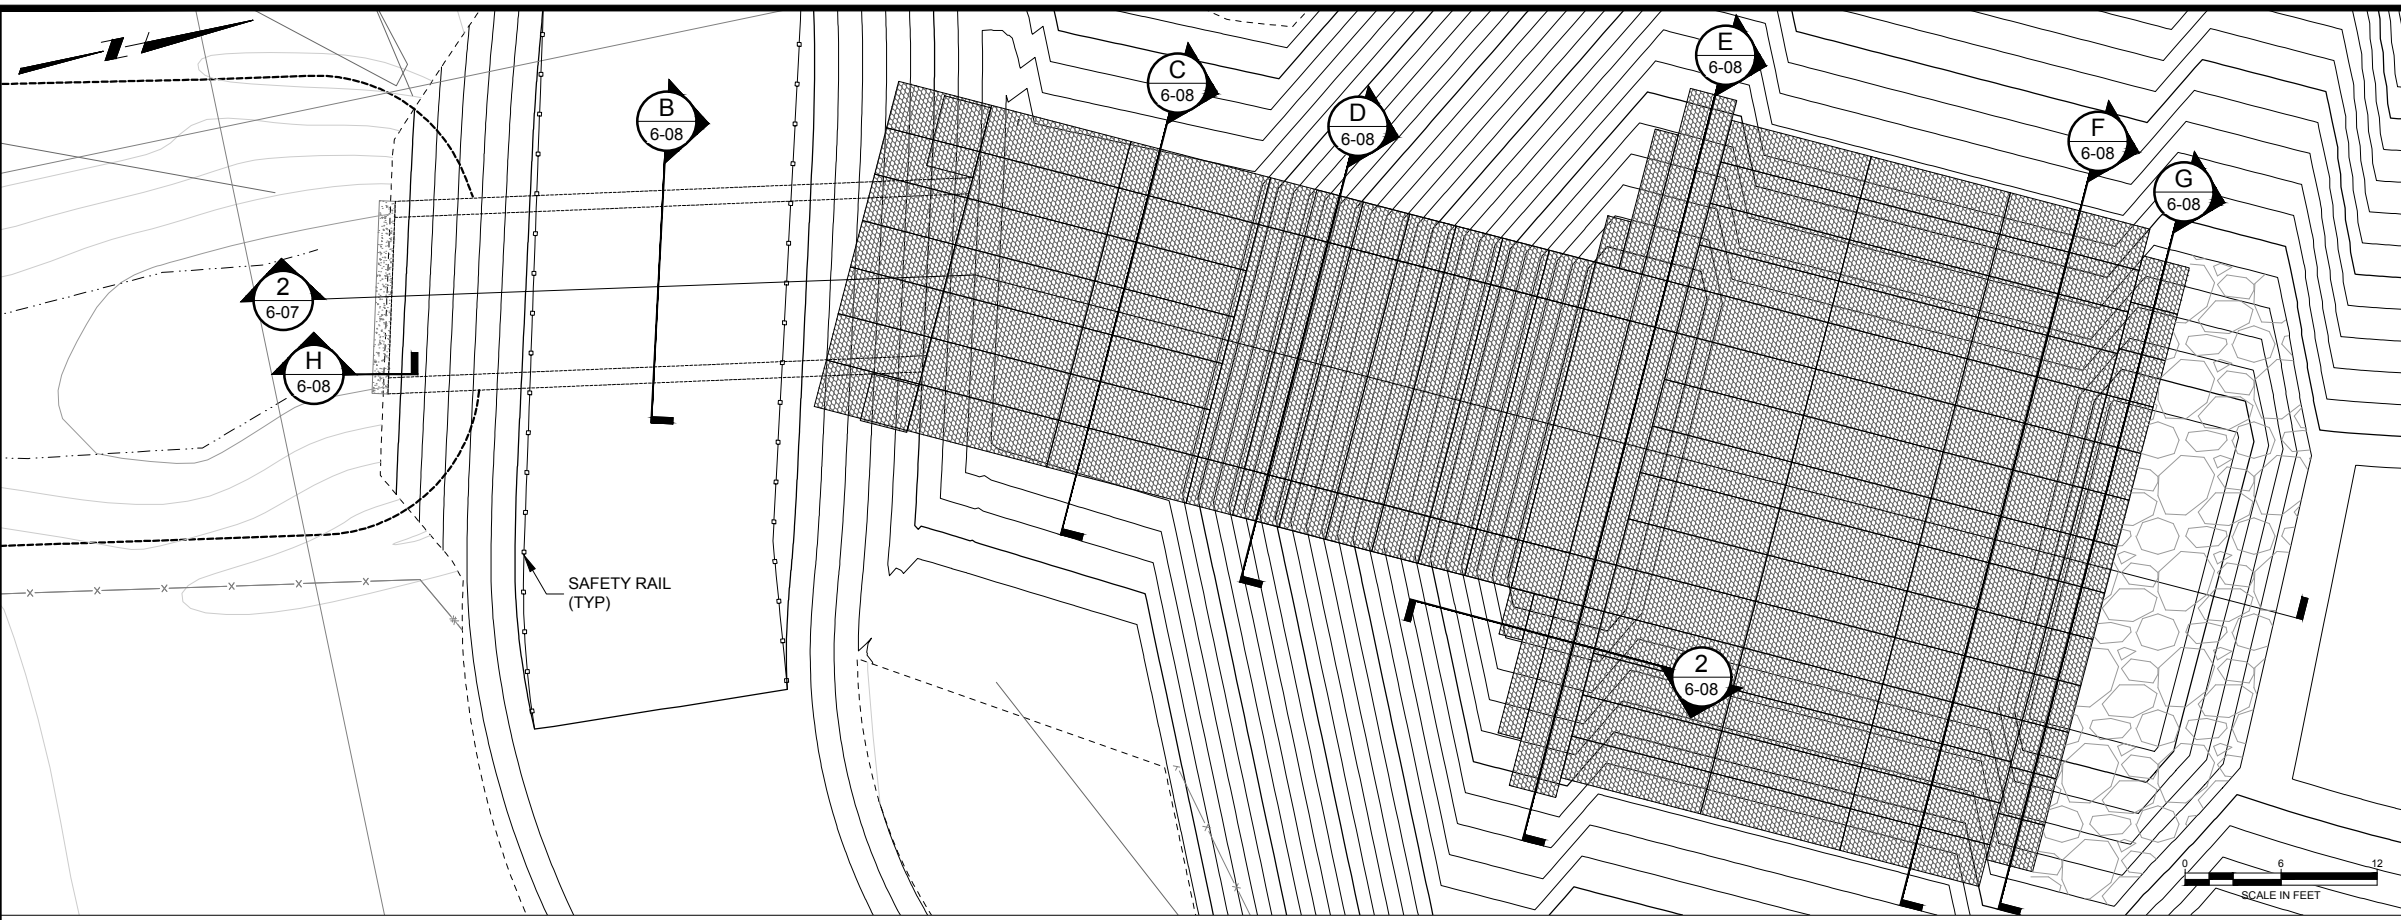 E
6-08
C
6-08
B
6-08
D
6-08
F
6-08
G
6-08
2
6-07
H
6-08
SAFETY RAIL
(TYP)
2
6-08
0 6 12
SCALE IN FEET